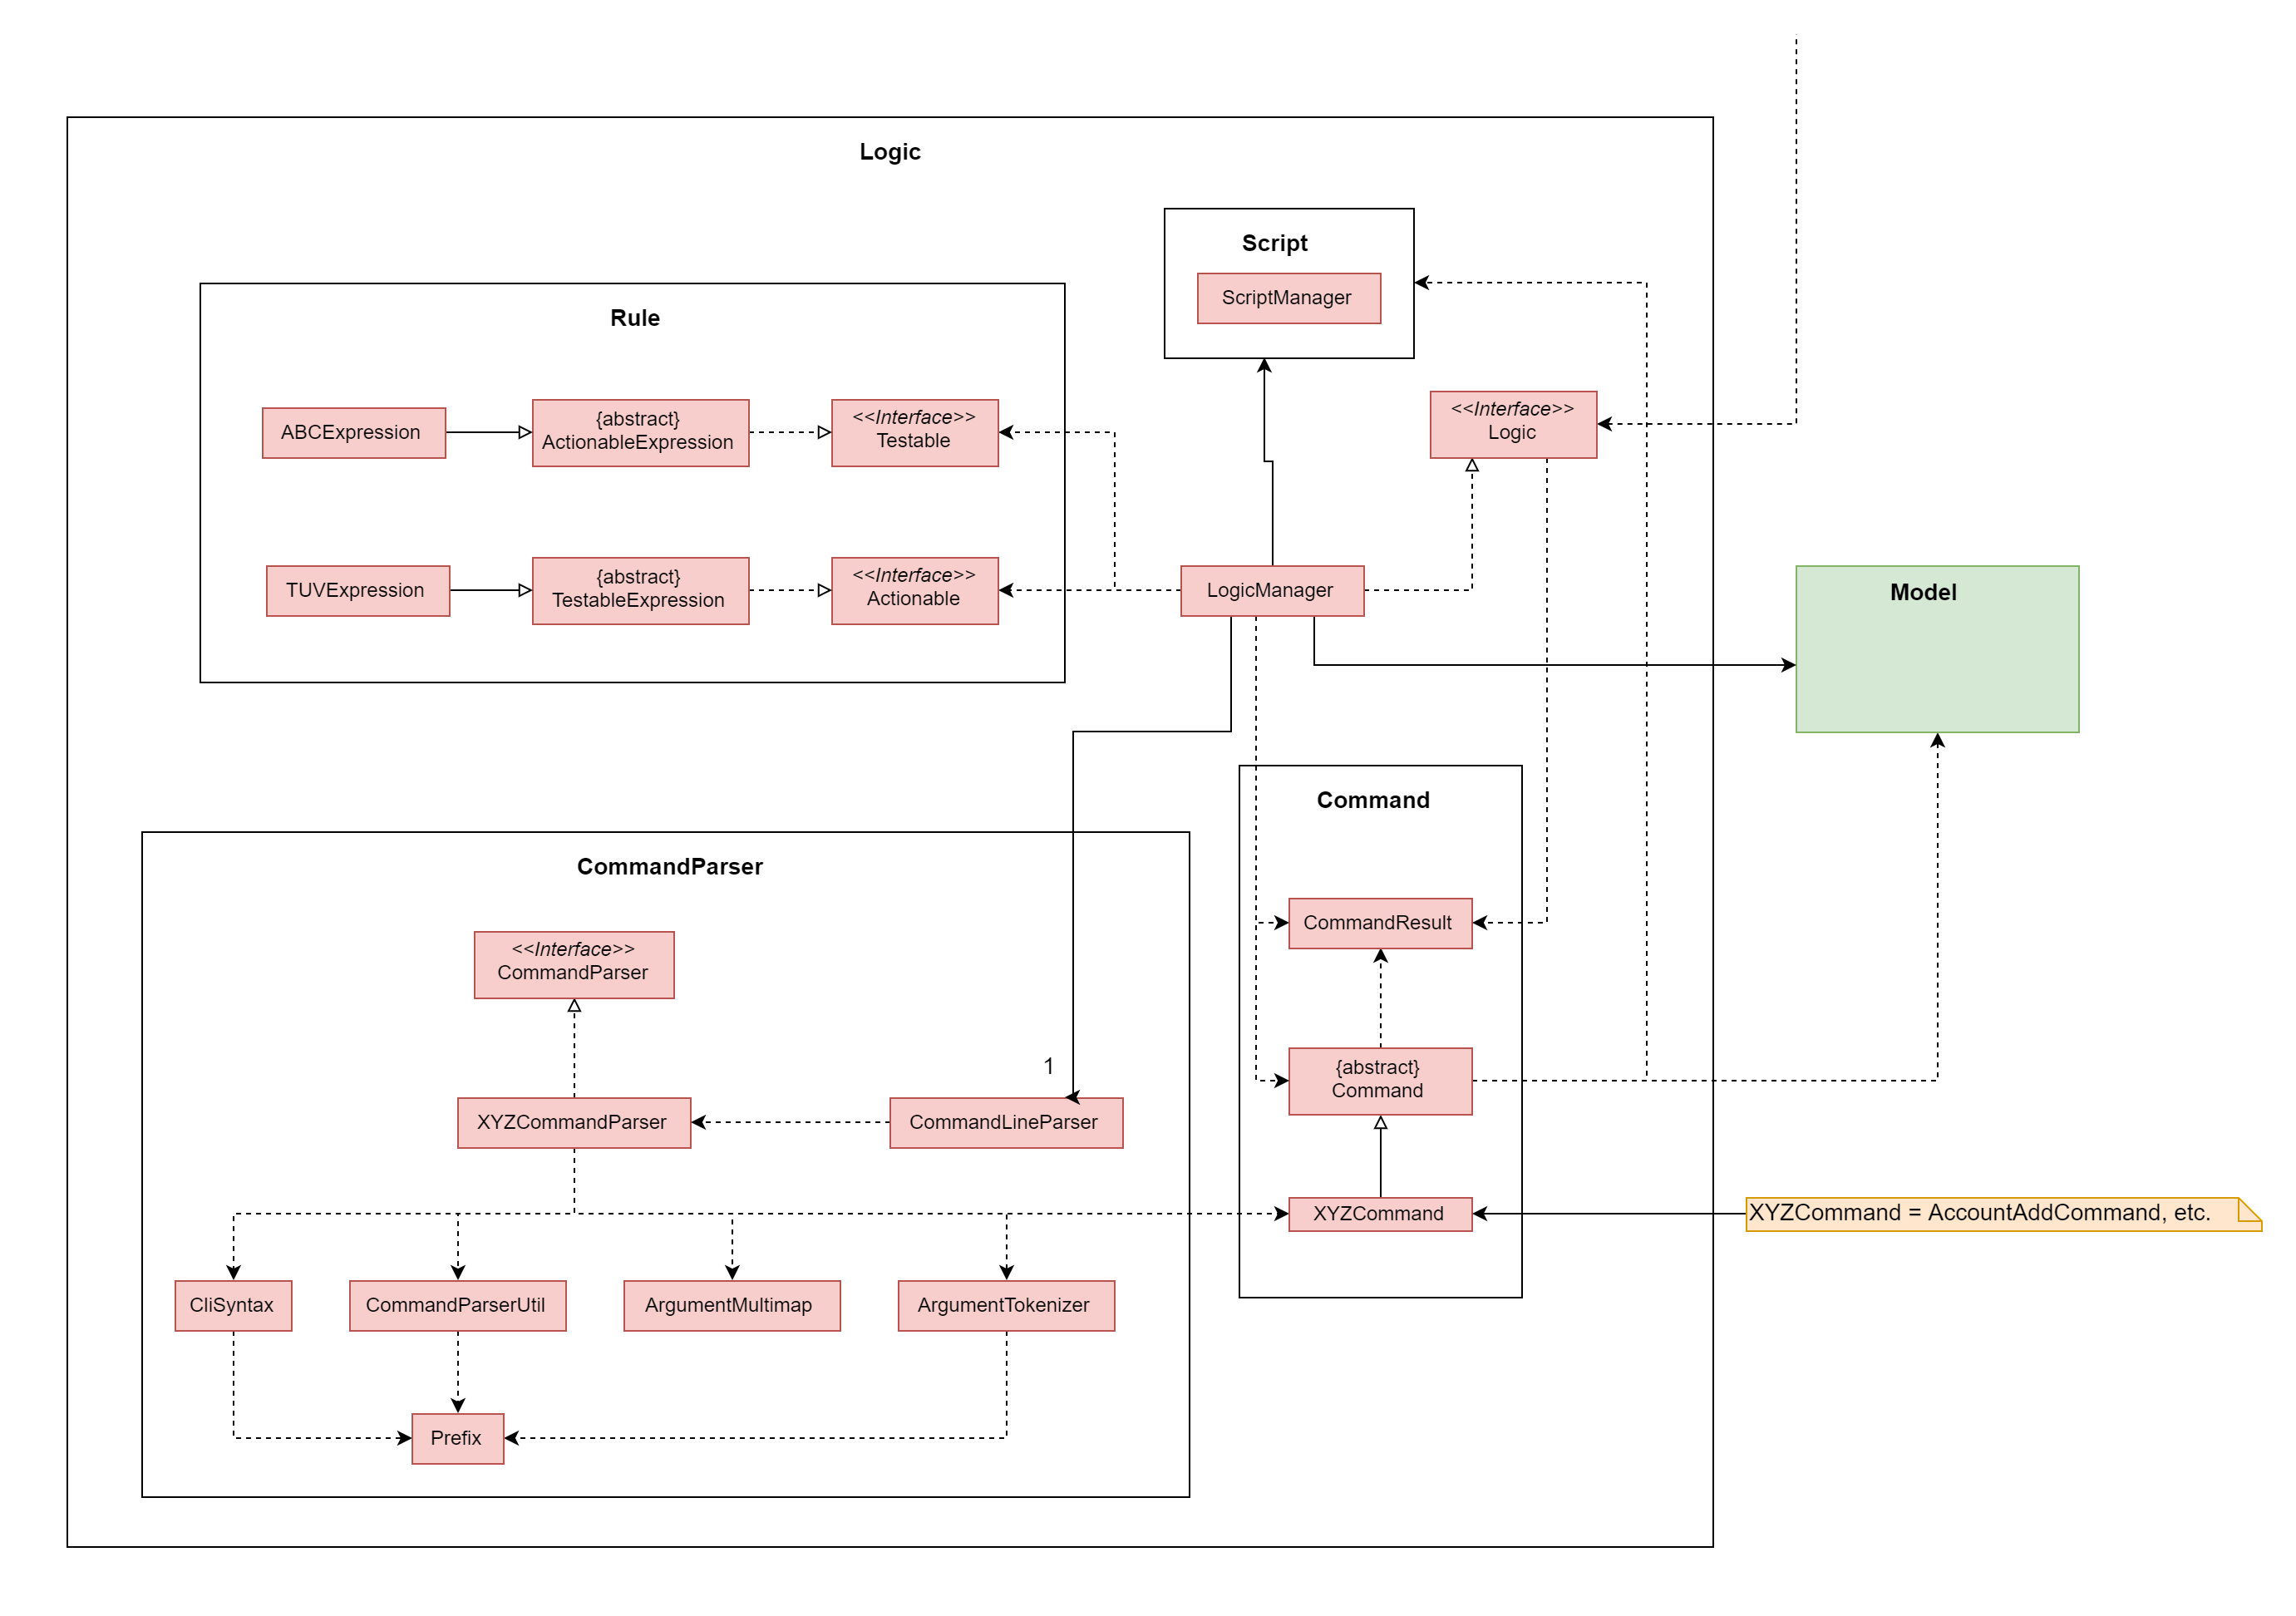 Logic
Script
ScriptManager
Rule
ABCExpression
{abstract}
ActionableExpression
<<Interface>>
Testable
<<Interface>>
Logic
TUVExpression
{abstract}
TestableExpression
<<Interface>>
Actionable
LogicManager
Model
Command
CommandParser
CommandResult
<<Interface>>
CommandParser
1
{abstract}
Command
XYZCommandParser
CommandLineParser
XYZCommand
XYZCommand = AccountAddCommand, etc.
CliSyntax
CommandParserUtil
ArgumentMultimap
ArgumentTokenizer
Prefix